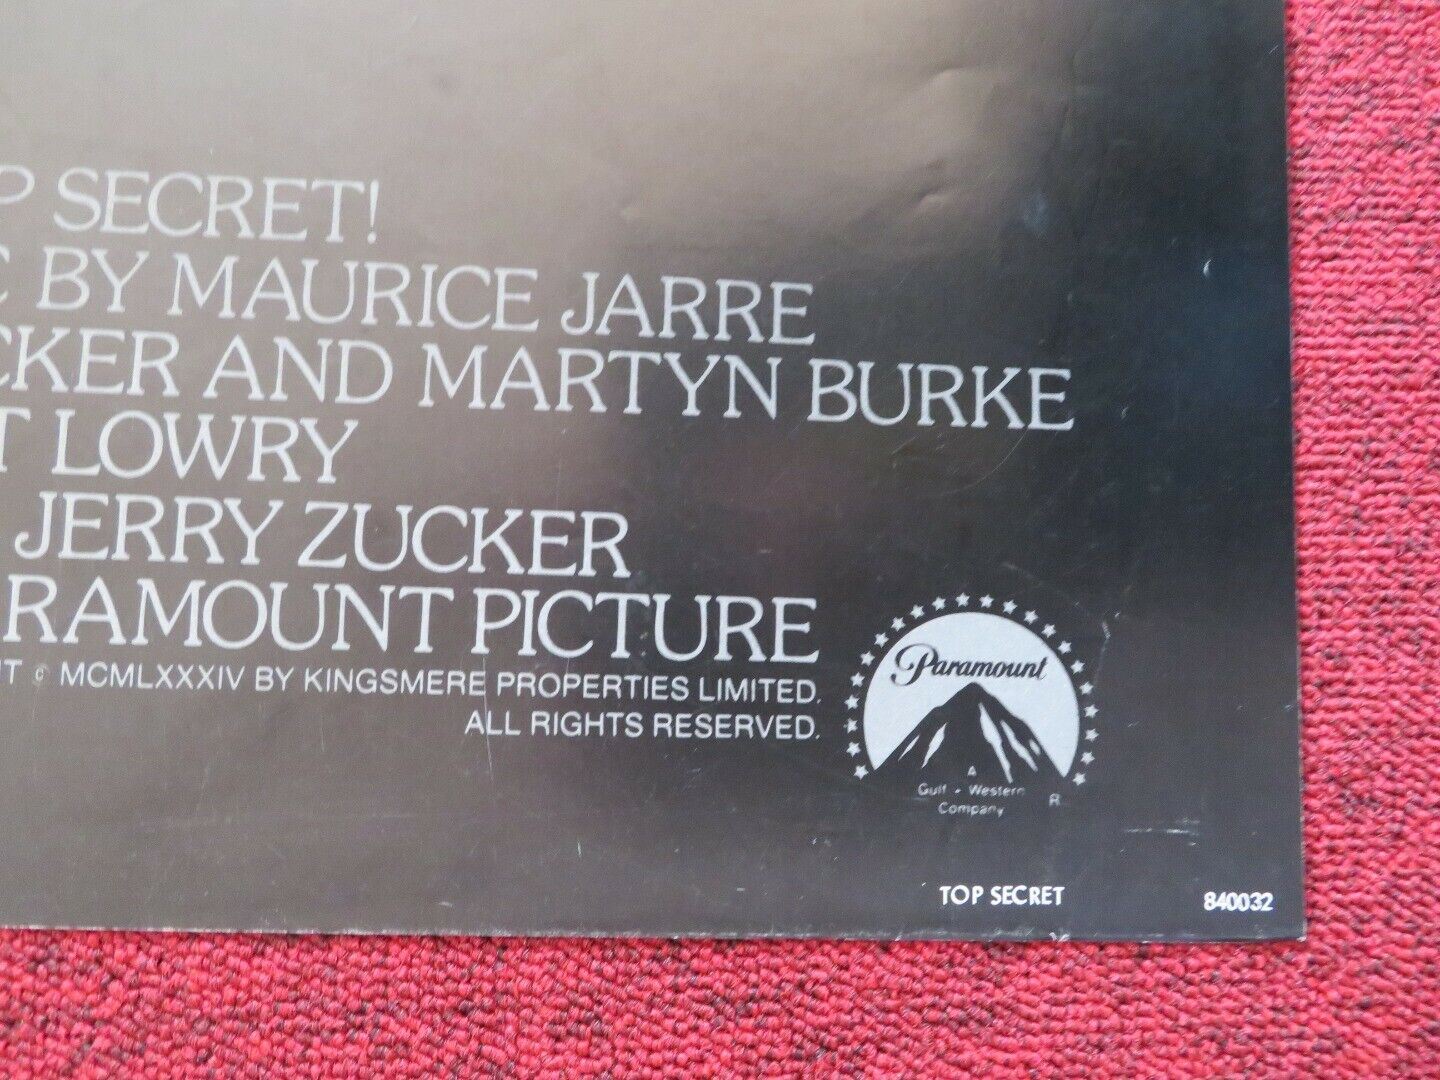 P SECRET!
C BY MAURICE JARRE
CKER AND MARTYN BURKE
T LOWRY
JERRY ZUCKER
RAMOUNT PICTURE
T © MCMLXXXIV BY KINGSMERE PROPERTIES LIMITED.
ALL RIGHTS RESERVED.
Paramount
A
Gulf + Western
Company
R
TOP SECRET
840032